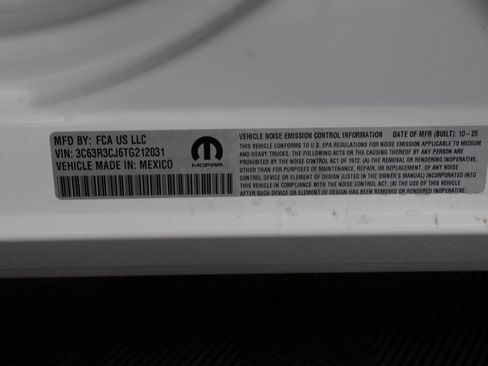 MFD BY: FCA US LLC
VIN: 3C63R3CJ6TG212031
VEHICLE MADE IN: MEXICO
MOPAR
VEHICLE NOISE EMISSION CONTROL INFORMATION DATE OF MFR (BUILT): 10-25
THIS VEHICLE CONFORMS TO U.S. EPA REGULATIONS FOR NOISE EMISSION APPLICABLE TO MEDIUM
AND HEAVY TRUCKS. THE FOLLOWING ACTS OR THE CAUSING THEREOF BY ANY PERSON ARE
PROHIBITED BY THE NOISE CONTROL ACT OF 1972: (A) THE REMOVAL OR RENDERING INOPERATIVE,
OTHER THAN FOR PURPOSES OF MAINTENANCE, REPAIR, OR REPLACEMENT, OF ANY NOISE
CONTROL DEVICE OR ELEMENT OF DESIGN (LISTED IN THE OWNER'S MANUAL) INCORPORATED INTO
THIS VEHICLE IN COMPLIANCE WITH THE NOISE CONTROL ACT; (B) THE USE OF THIS VEHICLE
AFTER SUCH DEVICE OR ELEMENT OF DESIGN HAS BEEN REMOVED OR RENDERED INOPERATIVE.